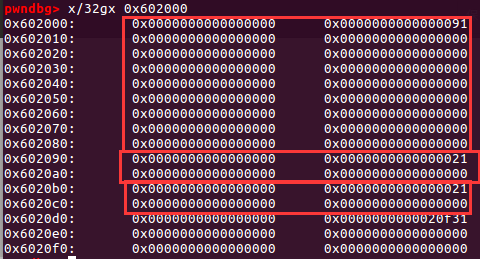 pwndbg> x/32gx 0x602000
0x602000: 0x0000000000000000 0x0000000000000091
0x602010: 0x0000000000000000 0x0000000000000000
0x602020: 0x0000000000000000 0x0000000000000000
0x602030: 0x0000000000000000 0x0000000000000000
0x602040: 0x0000000000000000 0x0000000000000000
0x602050: 0x0000000000000000 0x0000000000000000
0x602060: 0x0000000000000000 0x0000000000000000
0x602070: 0x0000000000000000 0x0000000000000000
0x602080: 0x0000000000000000 0x0000000000000000
0x602090: 0x0000000000000000 0x0000000000000021
0x6020a0: 0x0000000000000000 0x0000000000000000
0x6020b0: 0x0000000000000000 0x0000000000000021
0x6020c0: 0x0000000000000000 0x0000000000000000
0x6020d0: 0x0000000000000000 0x0000000000020f31
0x6020e0: 0x0000000000000000 0x0000000000000000
0x6020f0: 0x0000000000000000 0x0000000000000000